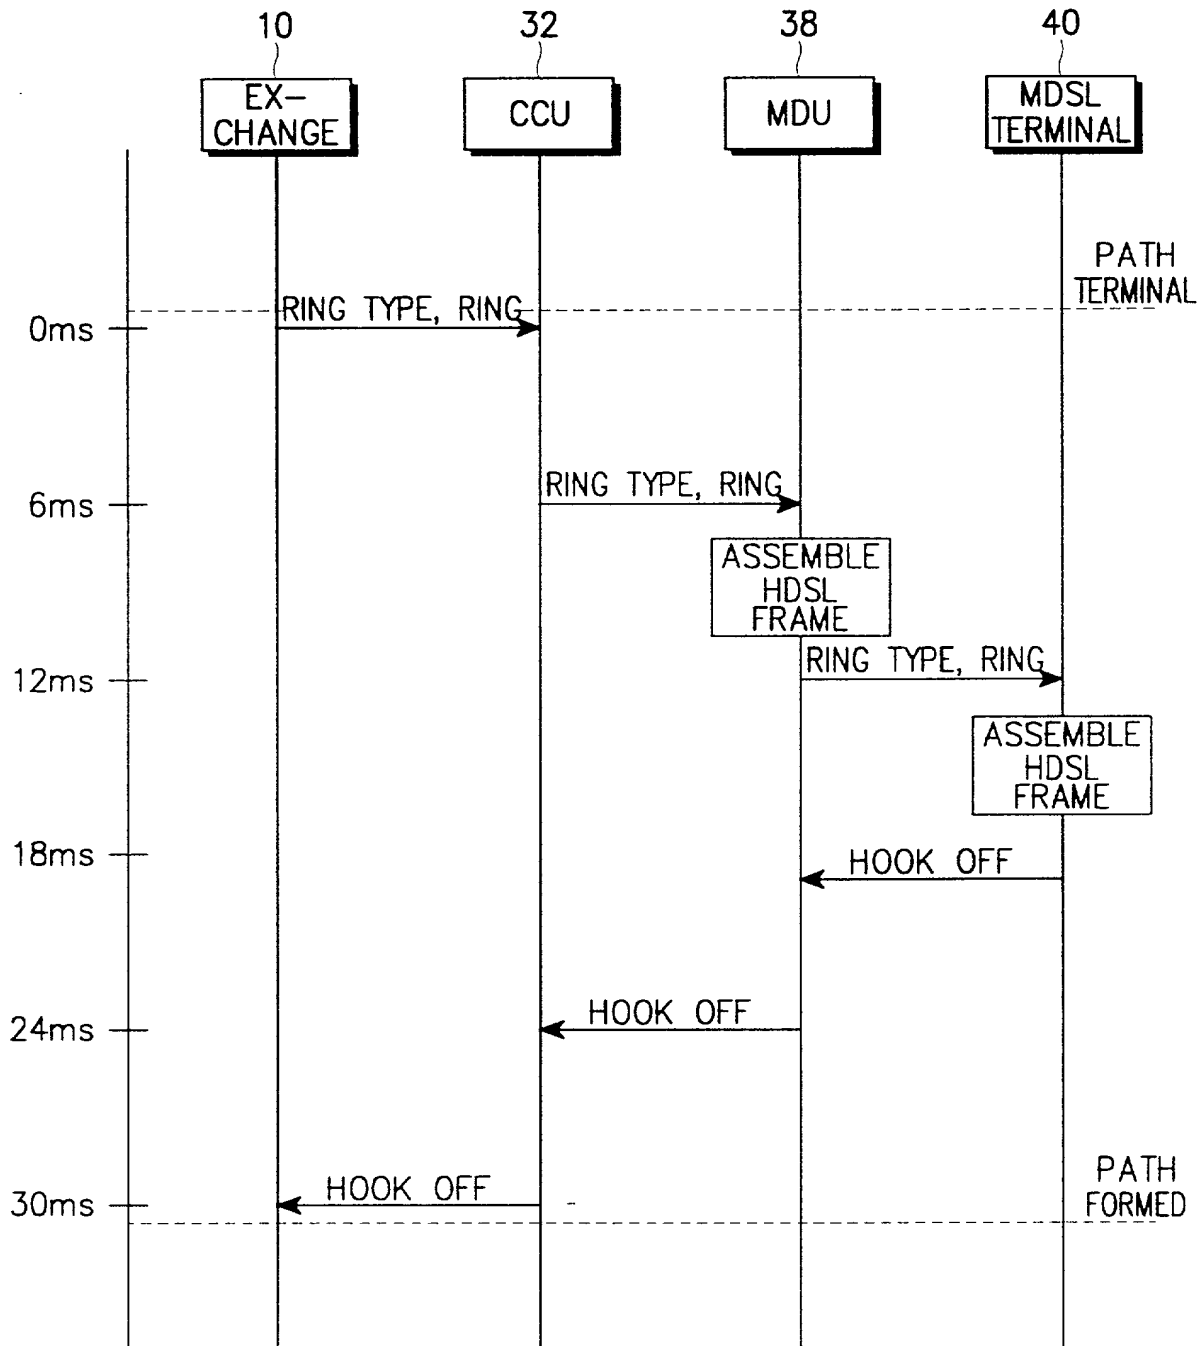 10
32
38
40
EX-
CHANGE
CCU
MDU
MDSL
TERMINAL
PATH
TERMINAL
RING TYPE, RING
0ms
RING TYPE, RING
6ms
ASSEMBLE
HDSL
FRAME
RING TYPE, RING
12ms
ASSEMBLE
HDSL
FRAME
18ms
HOOK OFF
HOOK OFF
24ms
PATH
FORMED
HOOK OFF
30ms